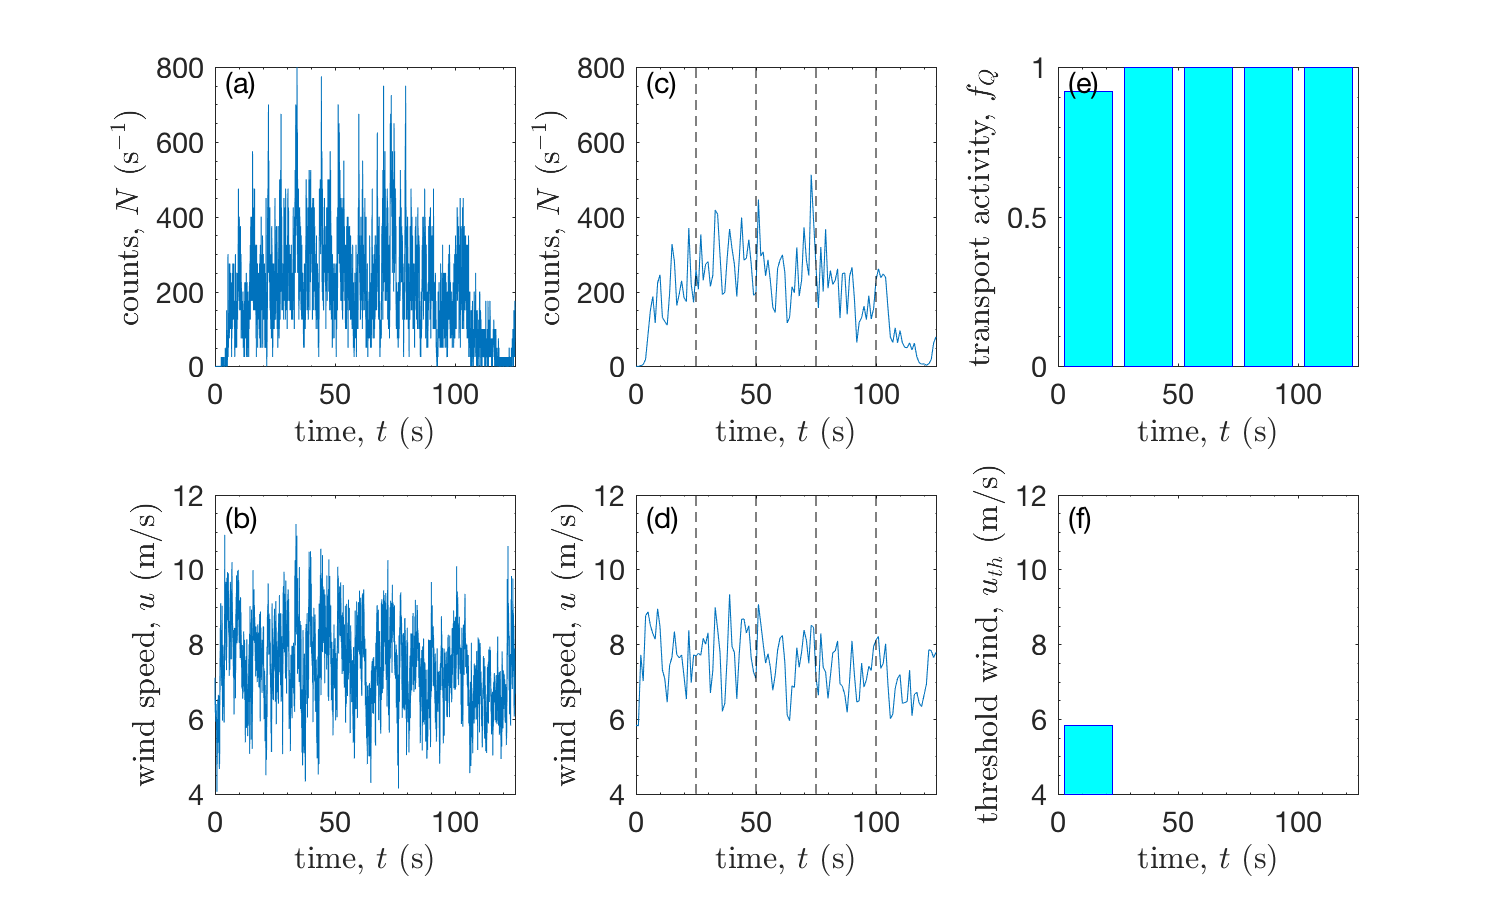 (a)
800
600
400
200
0
counts, N (s⁻¹)
0 50 100
time, t (s)
(c)
800
600
400
200
0
counts, N (s⁻¹)
0 50 100
time, t (s)
(e)
1
0.5
0
transport activity, f_Q
0 50 100
time, t (s)
(b)
12
10
8
6
4
wind speed, u (m/s)
0 50 100
time, t (s)
(d)
12
10
8
6
4
wind speed, u (m/s)
0 50 100
time, t (s)
(f)
12
10
8
6
4
threshold wind, u_th (m/s)
0 50 100
time, t (s)